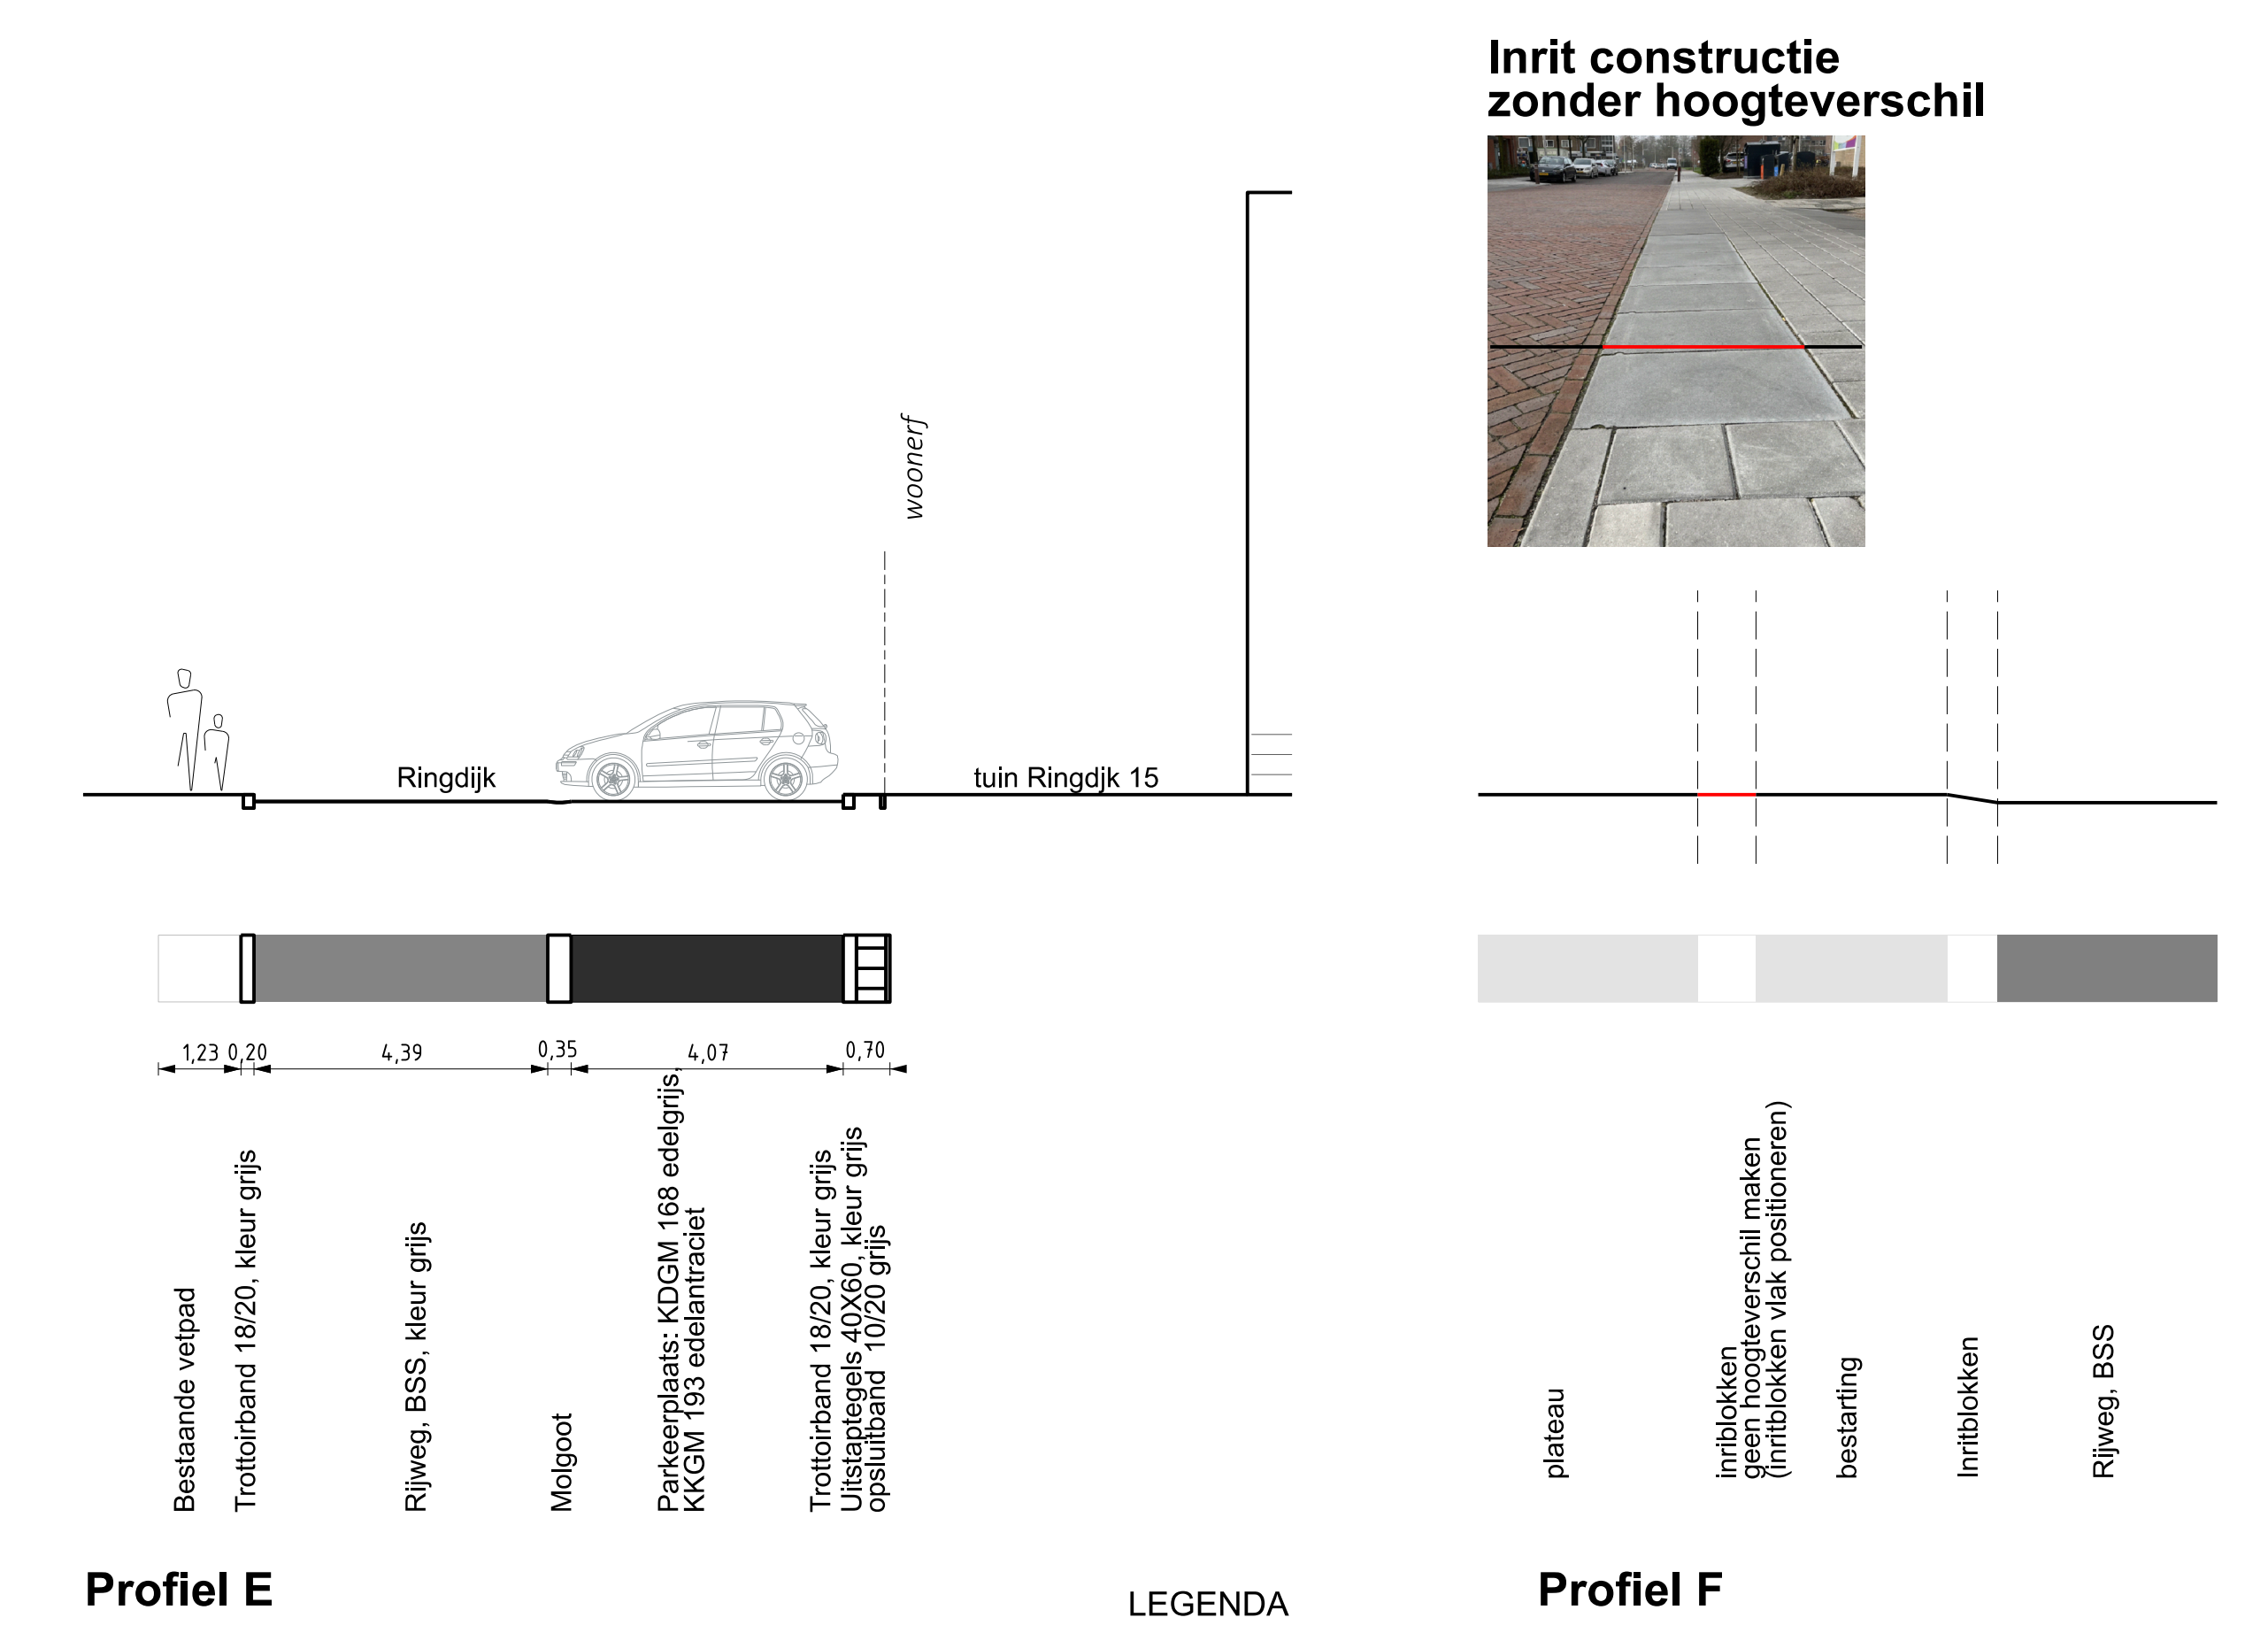 Inrit constructie
zonder hoogteverschil
woonerf
Ringdijk
tuin Ringdjk 15
1,23
0,20
4,39
0,35
4,07
0,70
Bestaande vetpad
Trottoirband 18/20, kleur grijs
Rijweg, BSS, kleur grijs
Molgoot
Parkeerplaats: KDGM 168 edelgrijs,
KKGM 193 edelantraciet
Trottoirband 18/20, kleur grijs
Uitstaptegels 40X60, kleur grijs
opsluitband 10/20 grijs
plateau
inriblokken
geen hoogteverschil maken
(inritblokken vlak positioneren)
bestarting
Inritblokken
Rijweg, BSS
Profiel E
LEGENDA
Profiel F